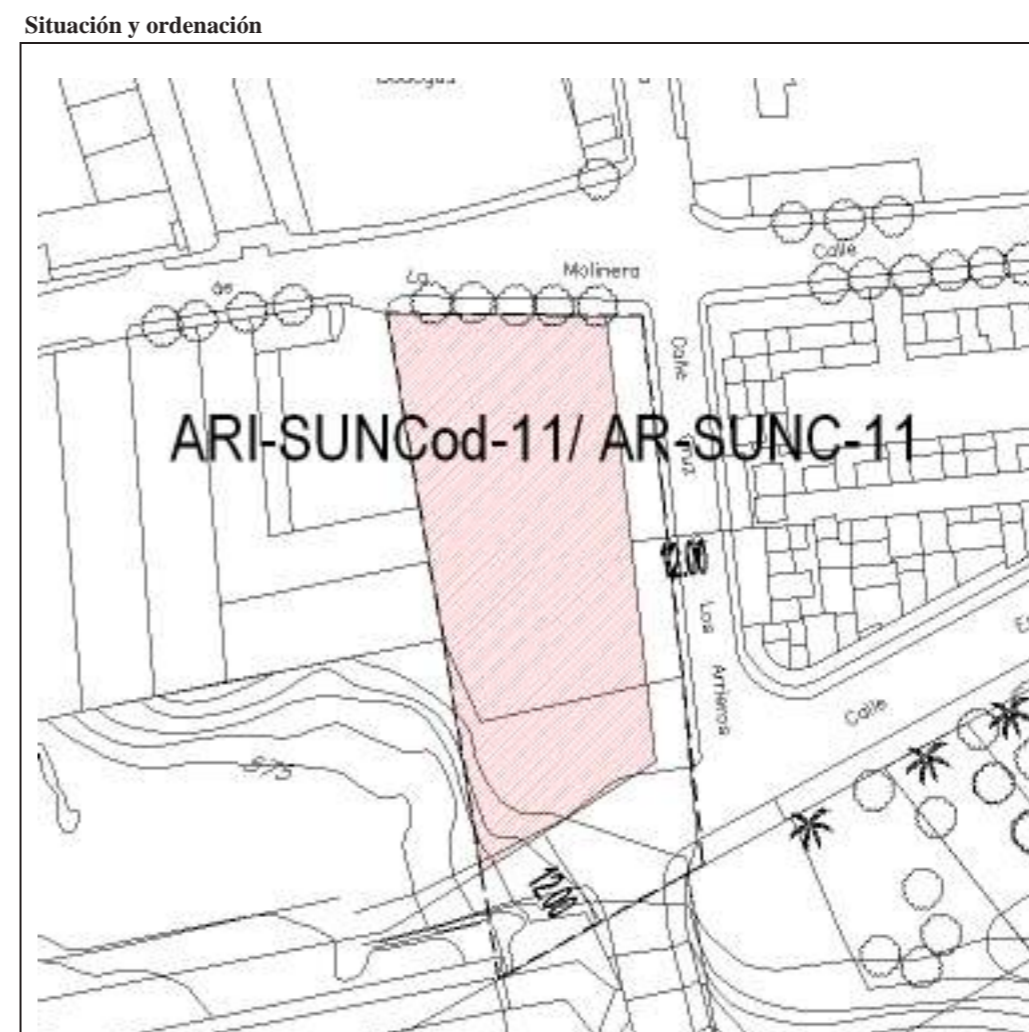 Situación y ordenación
Bodegas
Calle
La Molinera
de
Calle
ARI-SUNCod-11/ AR-SUNC-11
Cruz
12.00
Los
Arrieros
Calle
12.00